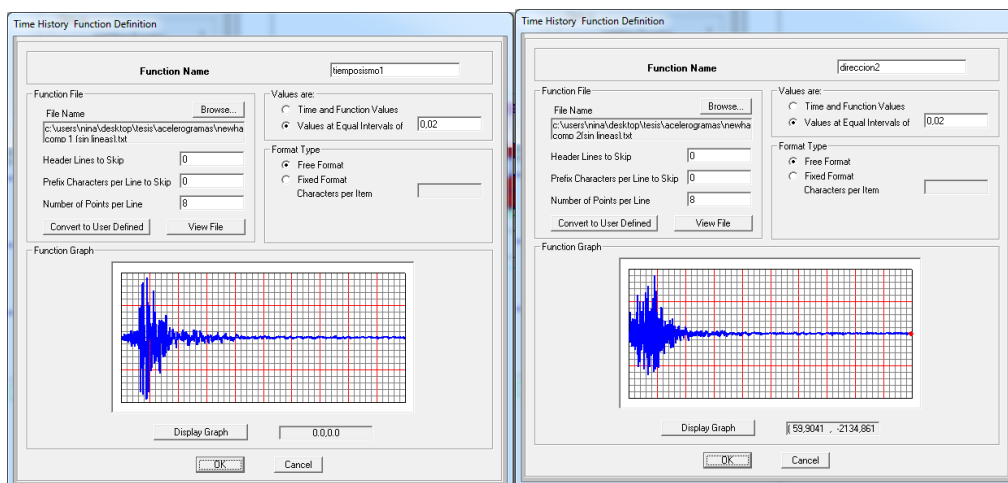 Time History Function Definition
Function Name
tiemposismo1
Function File
File Name
Browse...
c:\users\nina\desktop\tesis\acelerogramas\newha
comp 1 (sin lineas).txt
Header Lines to Skip
0
Prefix Characters per Line to Skip
0
Number of Points per Line
8
Convert to User Defined
View File
Values are:
Time and Function Values
Values at Equal Intervals of
0,02
Format Type
Free Format
Fixed Format
Characters per Item
Function Graph
Display Graph
0.0,0.0
OK
Cancel
Time History Function Definition
Function Name
direccion2
Function File
File Name
Browse...
c:\users\nina\desktop\tesis\acelerogramas\newha
comp 2(sin lineas).txt
Header Lines to Skip
0
Prefix Characters per Line to Skip
0
Number of Points per Line
8
Convert to User Defined
View File
Values are:
Time and Function Values
Values at Equal Intervals of
0,02
Format Type
Free Format
Fixed Format
Characters per Item
Function Graph
Display Graph
( 59,9041 , -2134,861
OK
Cancel